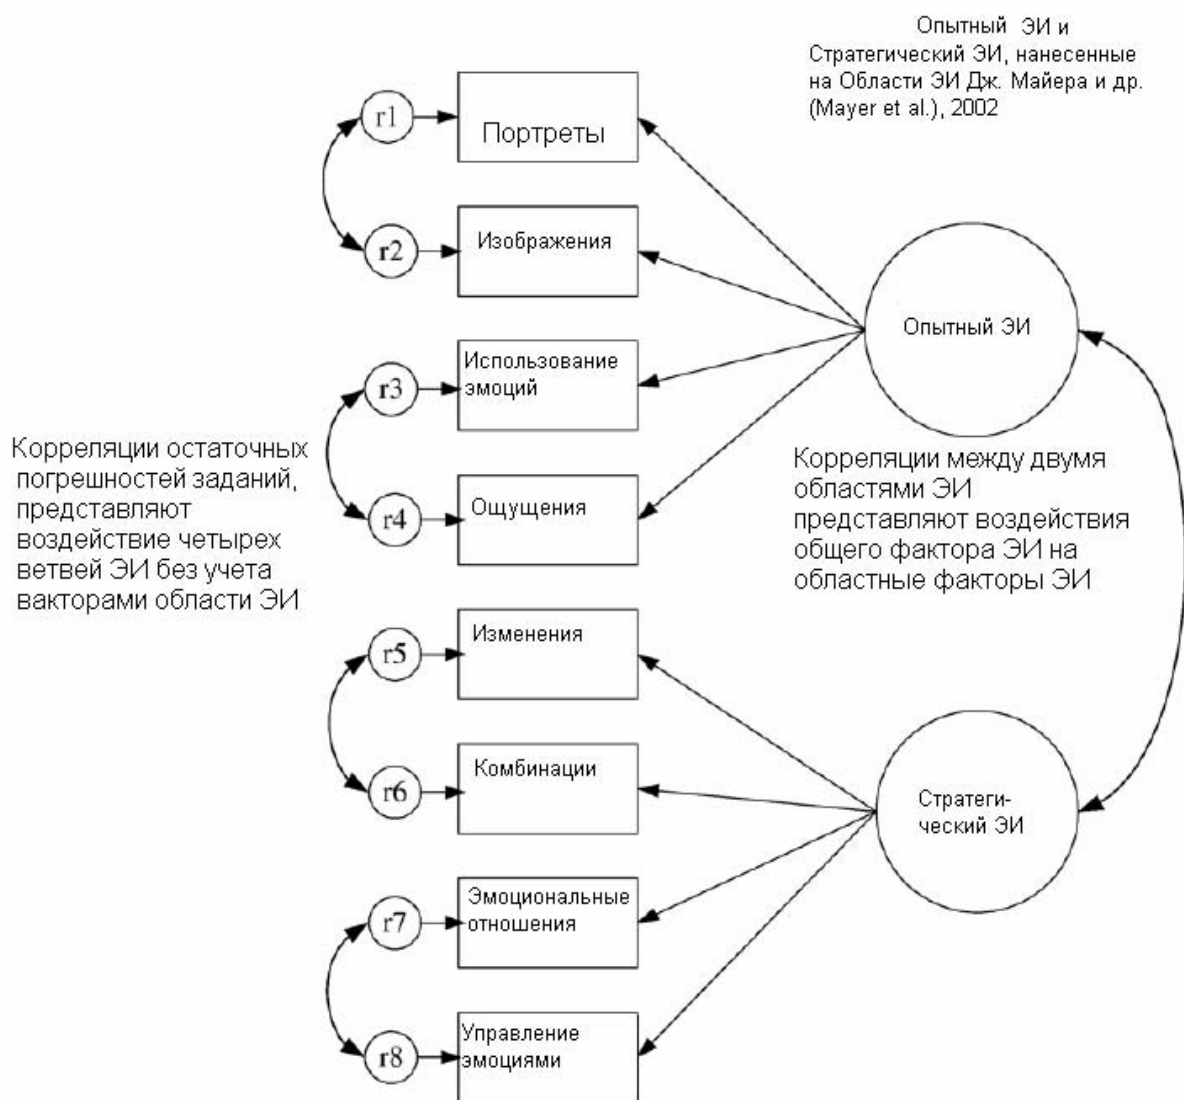 Опытный ЭИ и
Стратегический ЭИ, нанесенные
на Области ЭИ Дж. Майера и др.
(Mayer et al.), 2002
r1
Портреты
r2
Изображения
Опытный ЭИ
r3
Использование
эмоций
Корреляции остаточных
погрешностей заданий,
представляют
воздействие четырех
ветвей ЭИ без учета
вакторами области ЭИ
r4
Ощущения
Корреляции между двумя
областями ЭИ
представляют воздействия
общего фактора ЭИ на
областные факторы ЭИ
r5
Изменения
r6
Комбинации
Стратеги-
ческий ЭИ
r7
Эмоциональные
отношения
r8
Управление
эмоциями